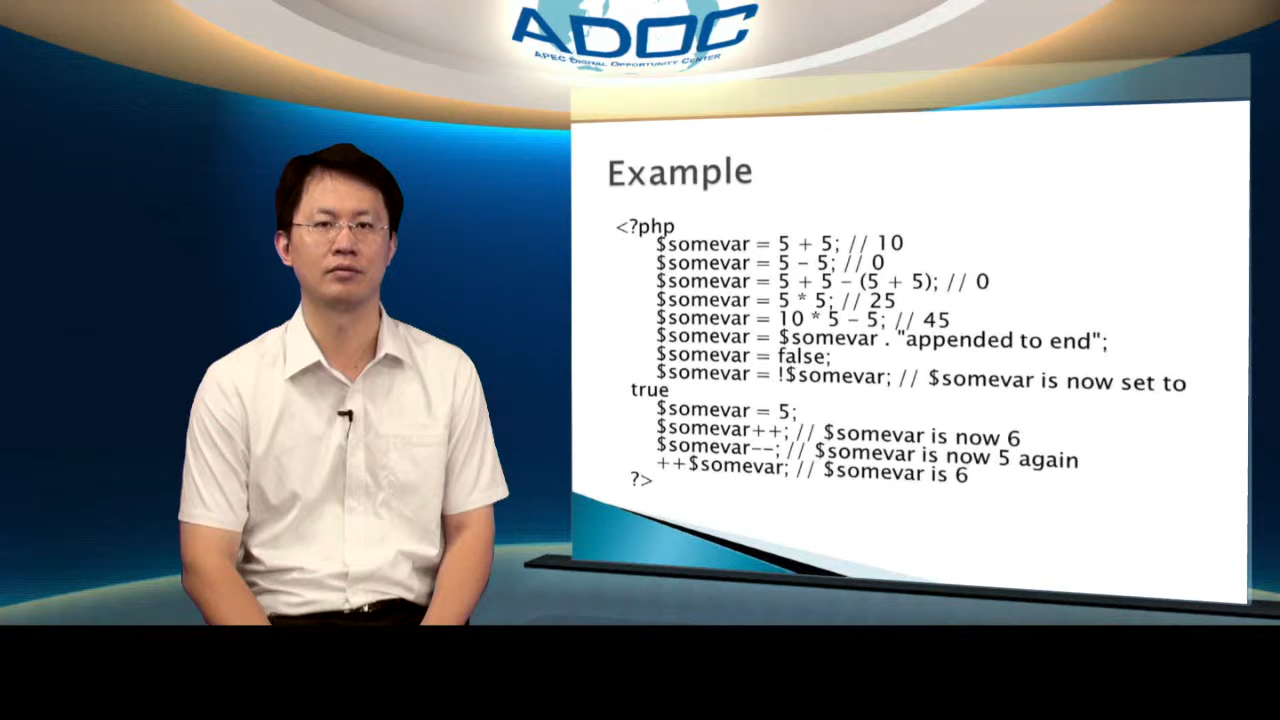 ADOC
APEC DIGITAL OPPORTUNITY CENTER
Example
<?php
$somevar = 5 + 5; // 10
$somevar = 5 - 5; // 0
$somevar = 5 + 5 - (5 + 5); // 0
$somevar = 5 * 5; // 25
$somevar = 10 * 5 - 5; // 45
$somevar = $somevar . "appended to end";
$somevar = false;
$somevar = !$somevar; // $somevar is now set to
true
$somevar = 5;
$somevar++; // $somevar is now 6
$somevar--; // $somevar is now 5 again
++$somevar; // $somevar is 6
?>